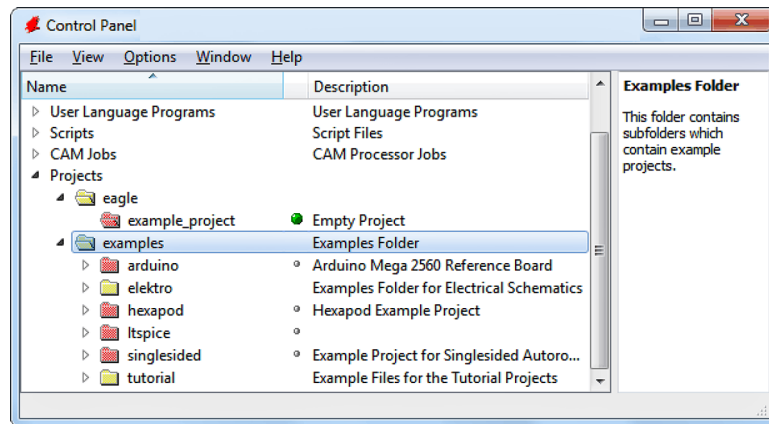 Control Panel
File View Options Window Help
Name Description
User Language Programs User Language Programs
Scripts Script Files
CAM Jobs CAM Processor Jobs
Projects
eagle
example_project Empty Project
examples Examples Folder
arduino Arduino Mega 2560 Reference Board
elektro Examples Folder for Electrical Schematics
hexapod Hexapod Example Project
ltspice
singlesided Example Project for Singlesided Autoro...
tutorial Example Files for the Tutorial Projects
Examples Folder
This folder contains
subfolders which
contain example
projects.